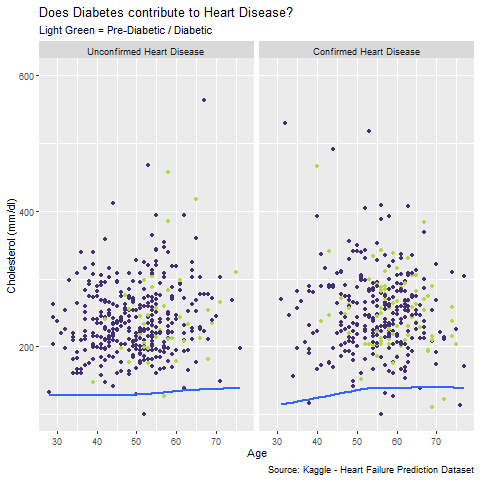 Does Diabetes contribute to Heart Disease?
Light Green = Pre-Diabetic / Diabetic
Unconfirmed Heart Disease
Confirmed Heart Disease
600
400
200
Cholesterol (mm/dl)
30 40 50 60 70
30 40 50 60 70
Age
Source: Kaggle - Heart Failure Prediction Dataset